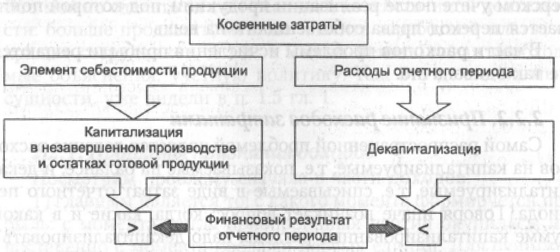 Косвенные затраты
Элемент себестоимости продукции
Расходы отчетного периода
Капитализация
в незавершенном производстве
и остатках готовой продукции
Декапитализация
>
Финансовый результат
отчетного периода
<